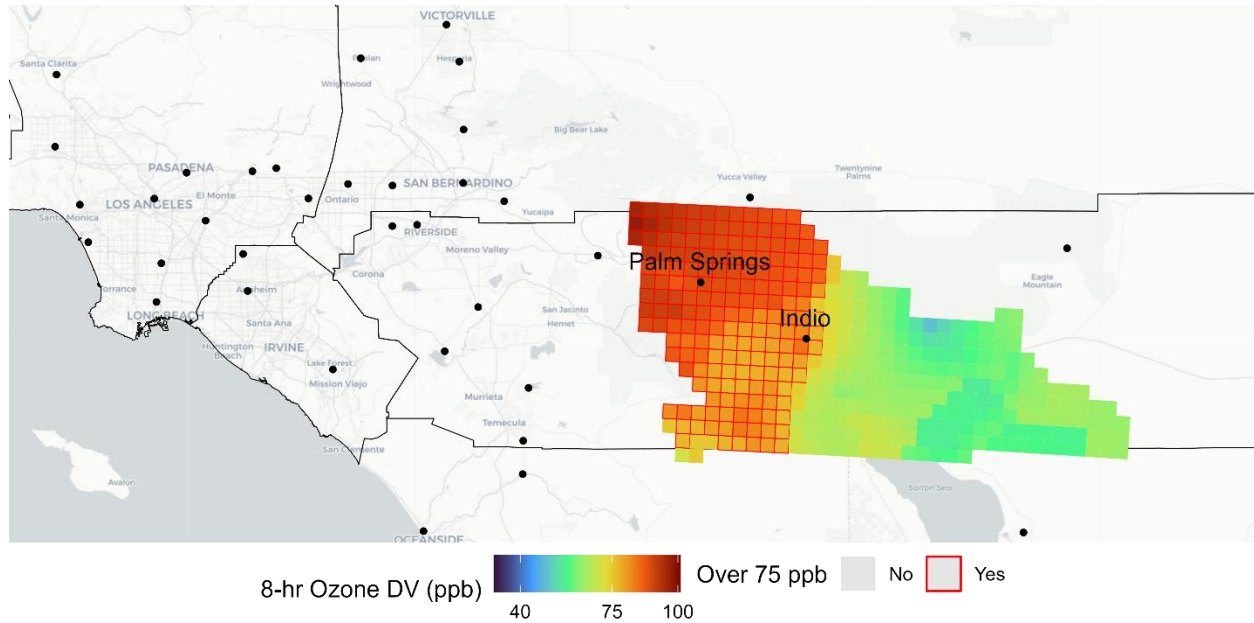 VICTORVILLE
Santa Clarita
Phelan
Hesperia
Wrightwood
Big Bear Lake
PASADENA
Twentynine
Palms
Yucca Valley
SAN BERNARDINO
El Monte
Ontario
LOS ANGELES
Santa Monica
Yucaipa
RIVERSIDE
Moreno Valley
Palm Springs
Corona
Eagle
Mountain
Torrance
Anaheim
LONG BEACH
San Jacinto
Indio
Santa Ana
Hemet
Huntington
Beach
IRVINE
Lake Forest
Mission Viejo
Murrieta
Temecula
San Clemente
Avalon
Salton Sea
OCEANSIDE
8-hr Ozone DV (ppb)
40
75
100
Over 75 ppb
No
Yes